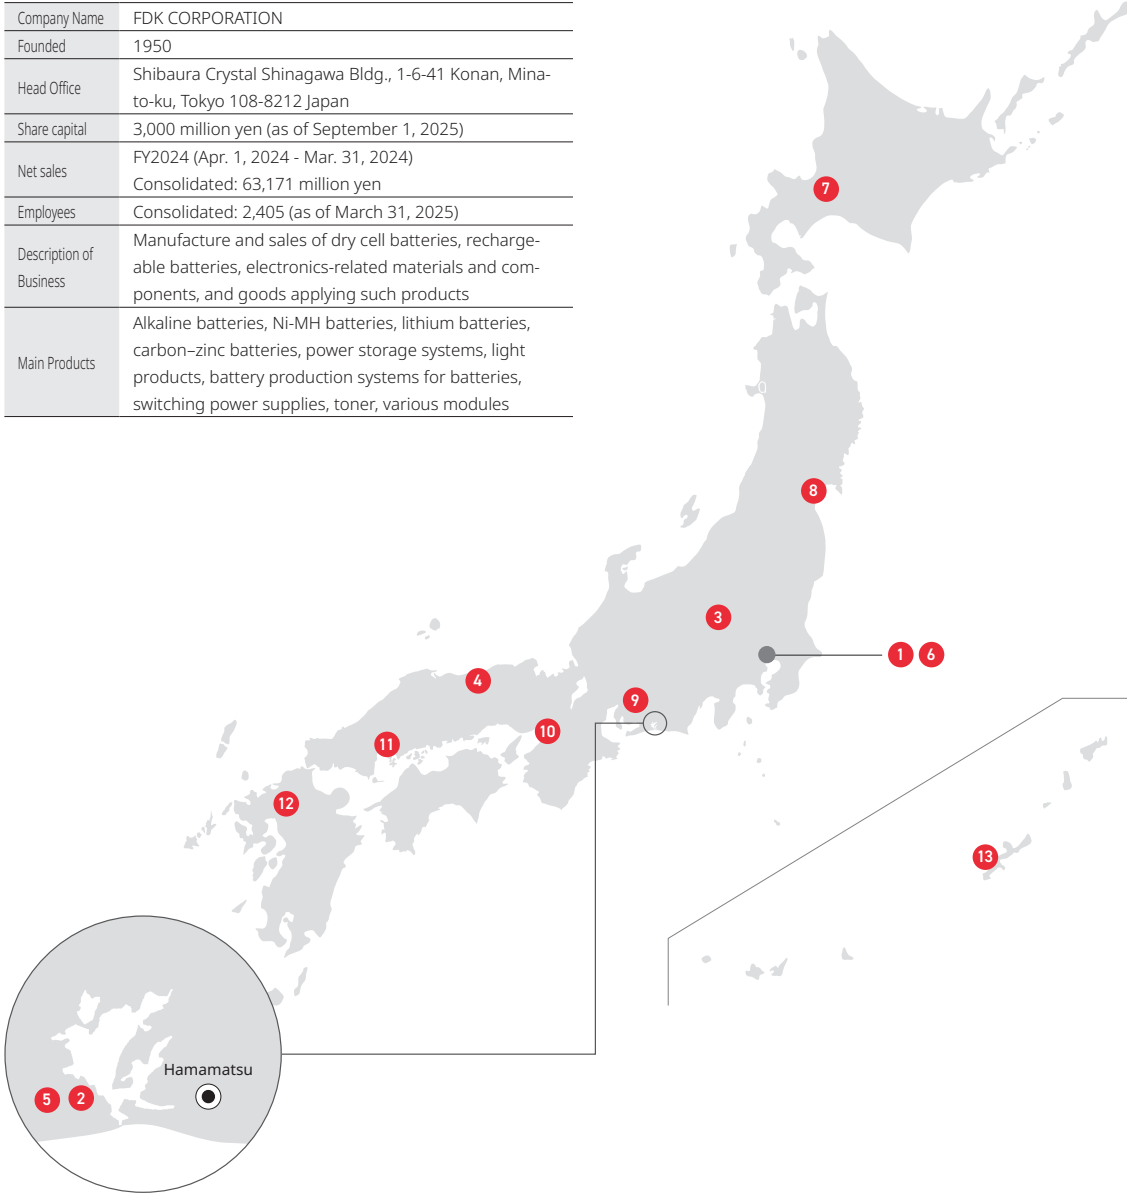 Company Name
FDK CORPORATION
Founded
1950
Head Office
Shibaura Crystal Shinagawa Bldg., 1-6-41 Konan, Mina-
to-ku, Tokyo 108-8212 Japan
Share capital
3,000 million yen (as of September 1, 2025)
Net sales
FY2024 (Apr. 1, 2024 - Mar. 31, 2024)
Consolidated: 63,171 million yen
Employees
Consolidated: 2,405 (as of March 31, 2025)
Description of
Business
Manufacture and sales of dry cell batteries, recharge-
able batteries, electronics-related materials and com-
ponents, and goods applying such products
Main Products
Alkaline batteries, Ni-MH batteries, lithium batteries,
carbon–zinc batteries, power storage systems, light
products, battery production systems for batteries,
switching power supplies, toner, various modules
7
0
8
3
1 6
4
9
10
11
12
13
Hamamatsu
5 2